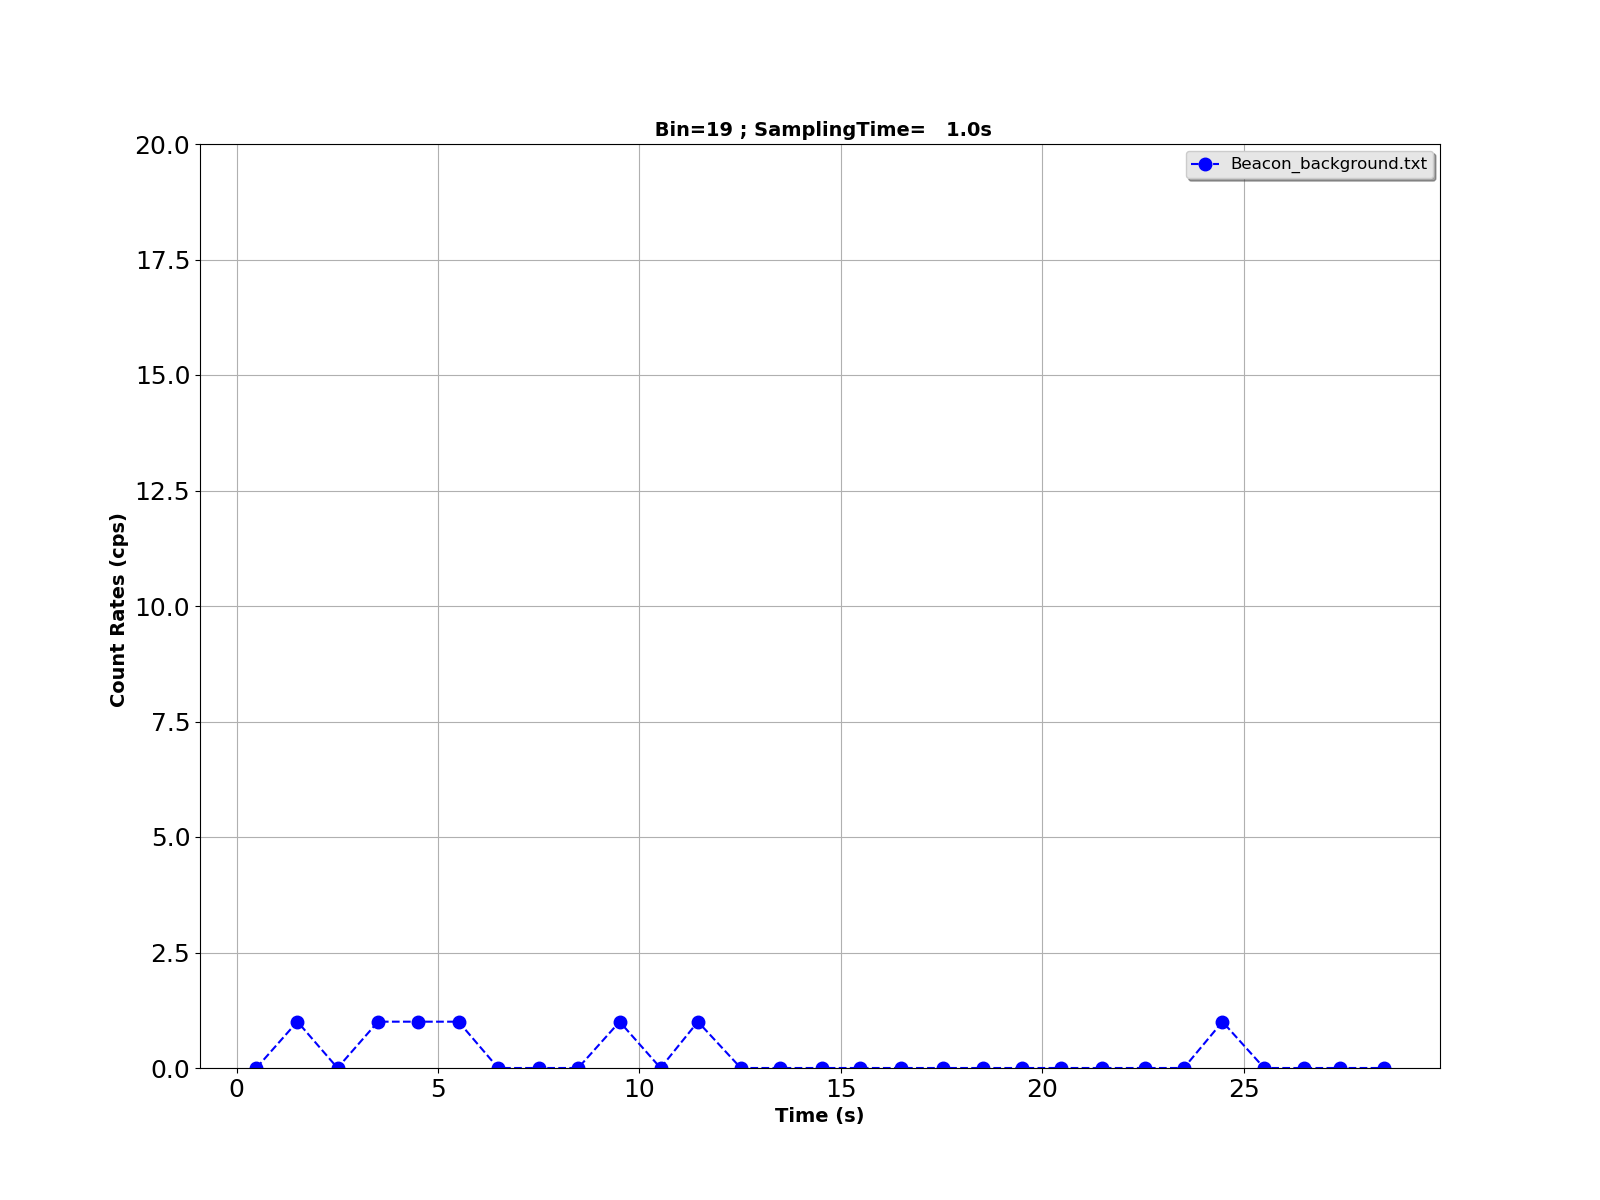 Bin=19 ; SamplingTime=   1.0s
Beacon_background.txt
20.0
17.5
15.0
12.5
10.0
7.5
5.0
2.5
0.0
Count Rates (cps)
0 5 10 15 20 25
Time (s)